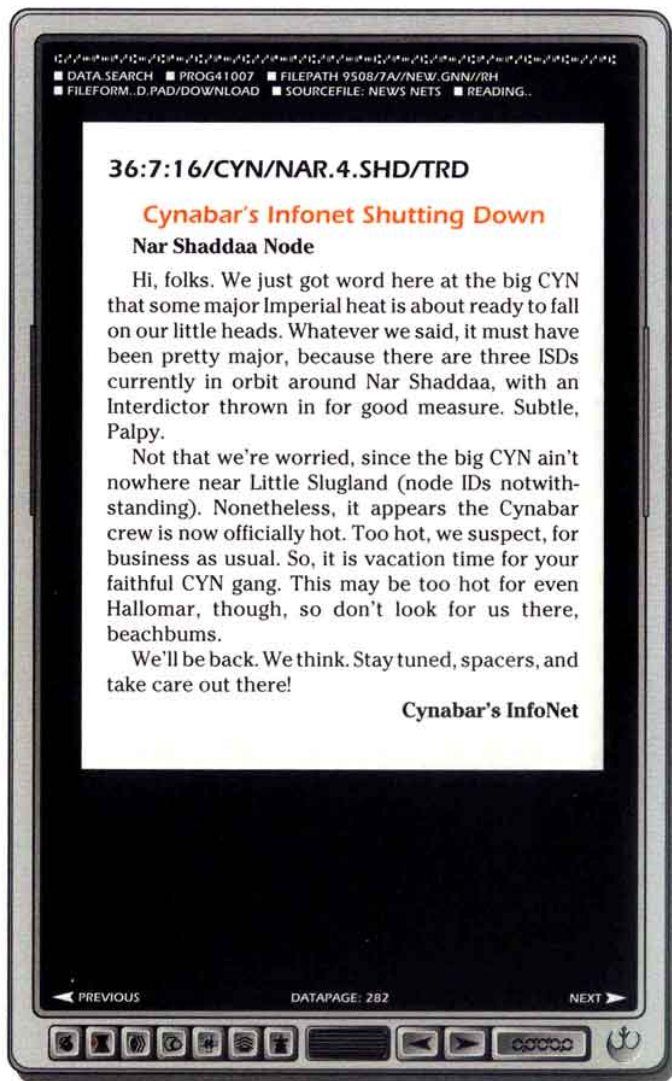 ■ DATA.SEARCH ■ PROG41007 ■ FILEPATH 9508/7A//NEW.GNN//RH
■ FILEFORM..D.PAD/DOWNLOAD ■ SOURCEFILE: NEWS NETS ■ READING..
36:7:16/CYN/NAR.4.SHD/TRD
Cynabar's Infonet Shutting Down
Nar Shaddaa Node
Hi, folks. We just got word here at the big CYN
that some major Imperial heat is about ready to fall
on our little heads. Whatever we said, it must have
been pretty major, because there are three ISDs
currently in orbit around Nar Shaddaa, with an
Interdictor thrown in for good measure. Subtle,
Palpy.
Not that we're worried, since the big CYN ain't
nowhere near Little Slugland (node IDs notwith-
standing). Nonetheless, it appears the Cynabar
crew is now officially hot. Too hot, we suspect, for
business as usual. So, it is vacation time for your
faithful CYN gang. This may be too hot for even
Hallomar, though, so don't look for us there,
beachbums.
We'll be back. We think. Stay tuned, spacers, and
take care out there!
Cynabar's InfoNet
PREVIOUS DATAPAGE: 282 NEXT